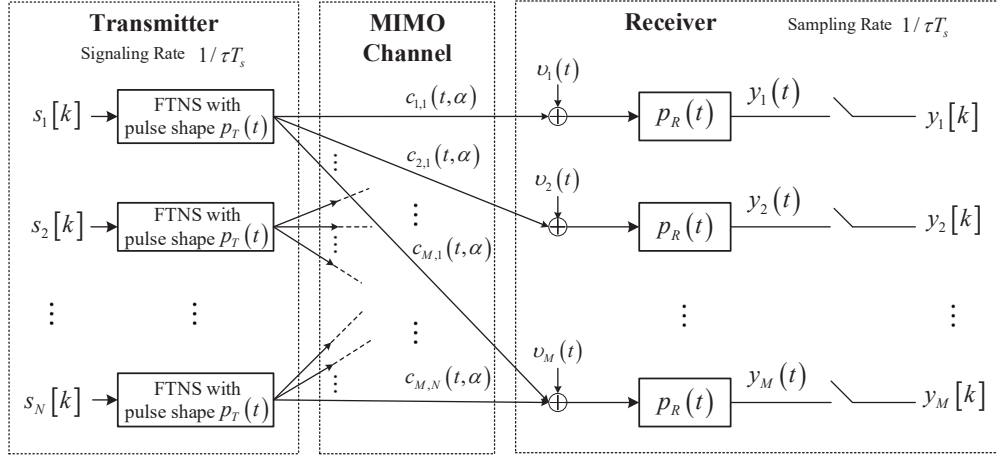 Transmitter
Signaling Rate 1/τT_s
MIMO
Channel
Receiver
Sampling Rate 1/τT_s
s_1[k]
FTNS with
pulse shape p_T(t)
c_{1,1}(t,α)
υ_1(t)
p_R(t)
y_1(t)
y_1[k]
c_{2,1}(t,α)
s_2[k]
FTNS with
pulse shape p_T(t)
υ_2(t)
p_R(t)
y_2(t)
y_2[k]
c_{M,1}(t,α)
s_N[k]
FTNS with
pulse shape p_T(t)
c_{M,N}(t,α)
υ_M(t)
p_R(t)
y_M(t)
y_M[k]